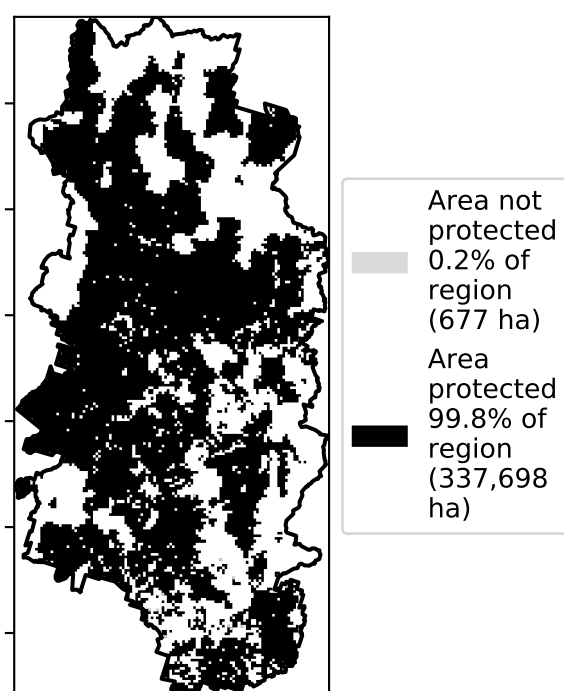 Area not
protected
0.2% of
region
(677 ha)
Area
protected
99.8% of
region
(337,698
ha)